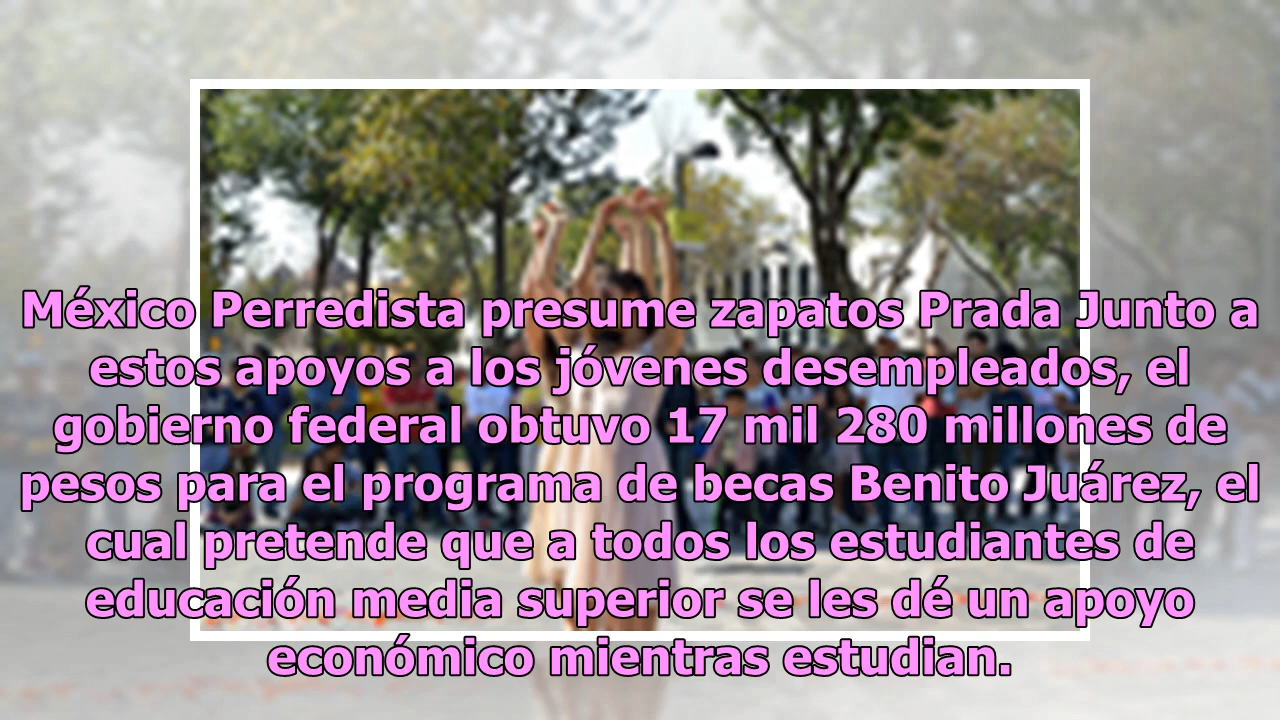 México Perredista presume zapatos Prada Junto a
estos apoyos a los jóvenes desempleados, el
gobierno federal obtuvo 17 mil 280 millones de
pesos para el programa de becas Benito Juárez, el
cual pretende que a todos los estudiantes de
educación media superior se les dé un apoyo
económico mientras estudian.